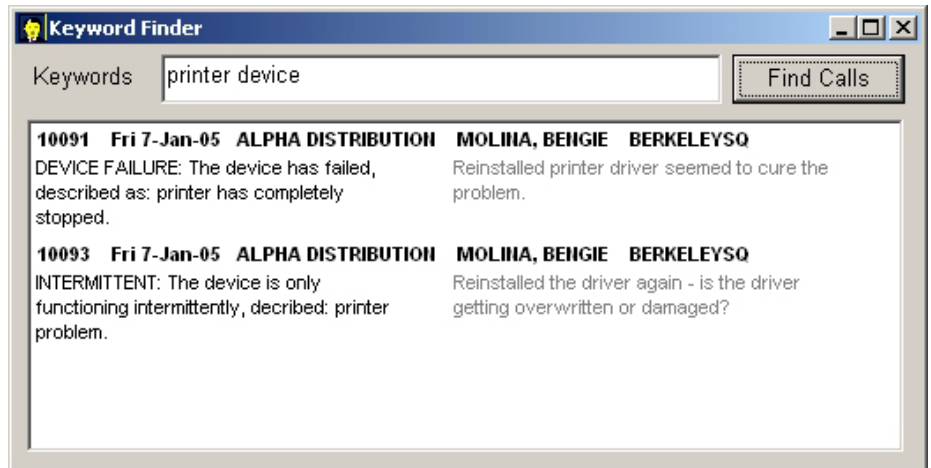 Keyword Finder
Keywords printer device Find Calls
10091 Fri 7-Jan-05 ALPHA DISTRIBUTION MOLINA, BENGIE BERKELEYSQ
DEVICE FAILURE: The device has failed,
described as: printer has completely
stopped.
Reinstalled printer driver seemed to cure the
problem.
10093 Fri 7-Jan-05 ALPHA DISTRIBUTION MOLINA, BENGIE BERKELEYSQ
INTERMITTENT: The device is only
functioning intermittently, decribed: printer
problem.
Reinstalled the driver again - is the driver
getting overwritten or damaged?